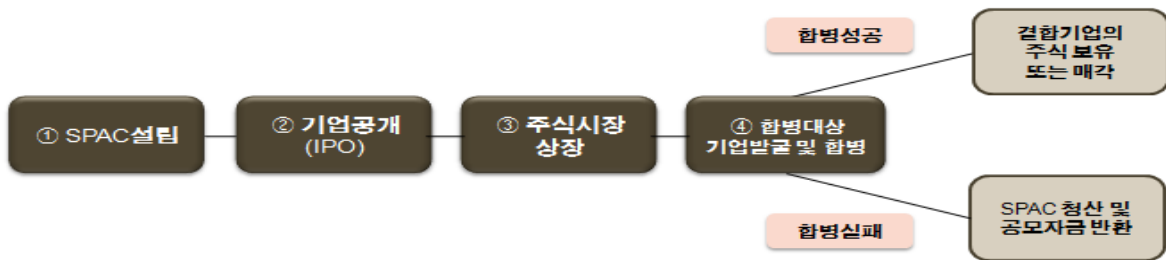 ① SPAC설립
② 기업공개
(IPO)
③ 주식시장
상장
④ 합병대상
기업발굴 및 합병
합병성공
결합기업의
주식 보유
또는 매각
합병실패
SPAC 청산 및
공모자금 반환